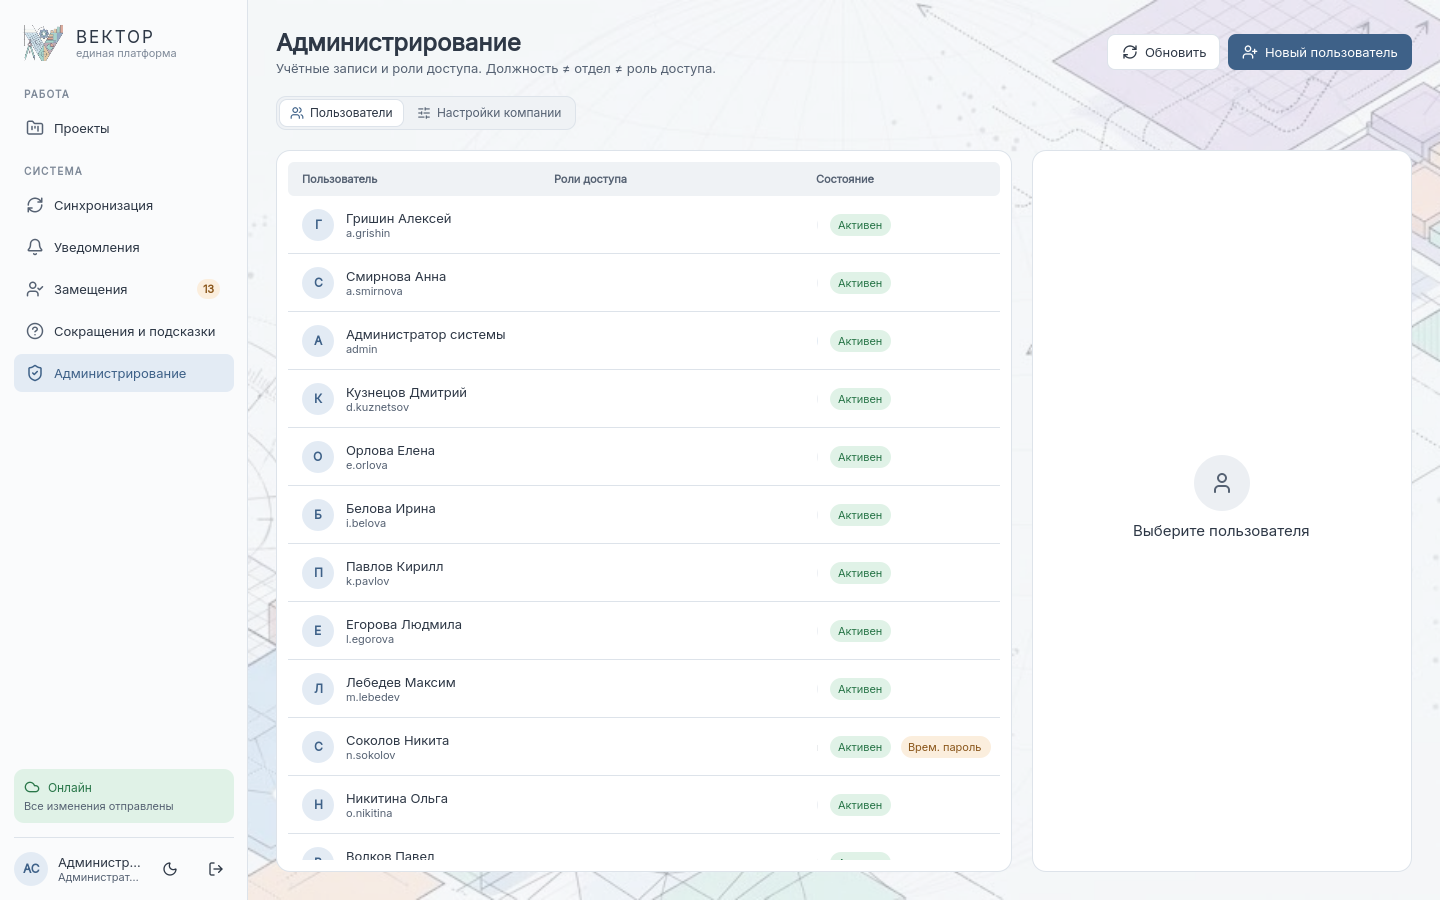 ВЕКТОР
единая платформа
РАБОТА
Проекты
СИСТЕМА
Синхронизация
Уведомления
Замещения 13
Сокращения и подсказки
Администрирование
Онлайн
Все изменения отправлены
АС
Администр...
Администрат...
Администрирование
Учётные записи и роли доступа. Должность ≠ отдел ≠ роль доступа.
Обновить
Новый пользователь
Пользователи
Настройки компании
Пользователь Роли доступа Состояние
Г Гришин Алексей Активен
a.grishin
С Смирнова Анна Активен
a.smirnova
А Администратор системы Активен
admin
К Кузнецов Дмитрий Активен
d.kuznetsov
О Орлова Елена Активен
e.orlova
Б Белова Ирина Активен
i.belova
П Павлов Кирилл Активен
k.pavlov
Е Егорова Людмила Активен
l.egorova
Л Лебедев Максим Активен
m.lebedev
С Соколов Никита Активен Врем. пароль
n.sokolov
Н Никитина Ольга Активен
o.nikitina
Волков Павел
Выберите пользователя